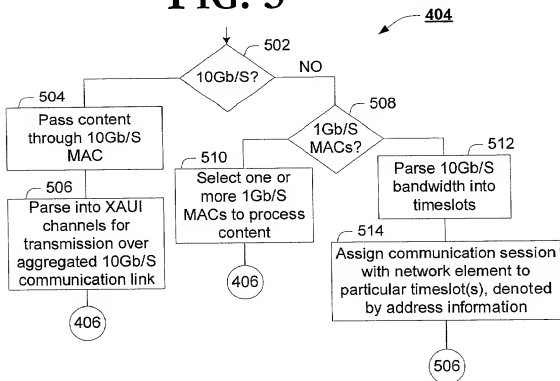 FIG. 5
404
502
10Gb/S?
NO
504
Pass content
through 10Gb/S
MAC
506
Parse into XAUI
channels for
transmission over
aggregated 10Gb/S
communication link
406
508
1Gb/S
MACs?
510
Select one or
more 1Gb/S
MACs to process
content
406
512
Parse 10Gb/S
bandwidth into
timeslots
514
Assign communication session
with network element to
particular timeslot(s), denoted
by address information
506